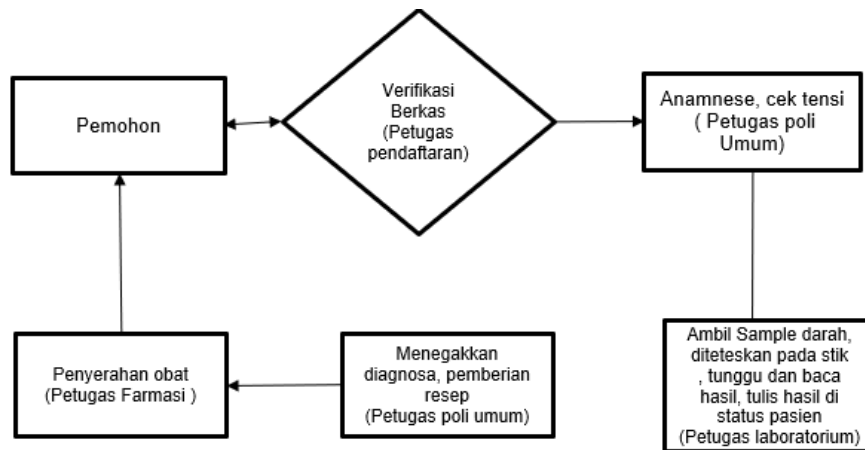 Pemohon
Verifikasi
Berkas
(Petugas
pendaftaran)
Anamnese, cek tensi
( Petugas poli
Umum)
Ambil Sample darah,
diteteskan pada stik
, tunggu dan baca
hasil, tulis hasil di
status pasien
(Petugas laboratorium)
Menegakkan
diagnosa, pemberian
resep
(Petugas poli umum)
Penyerahan obat
(Petugas Farmasi )